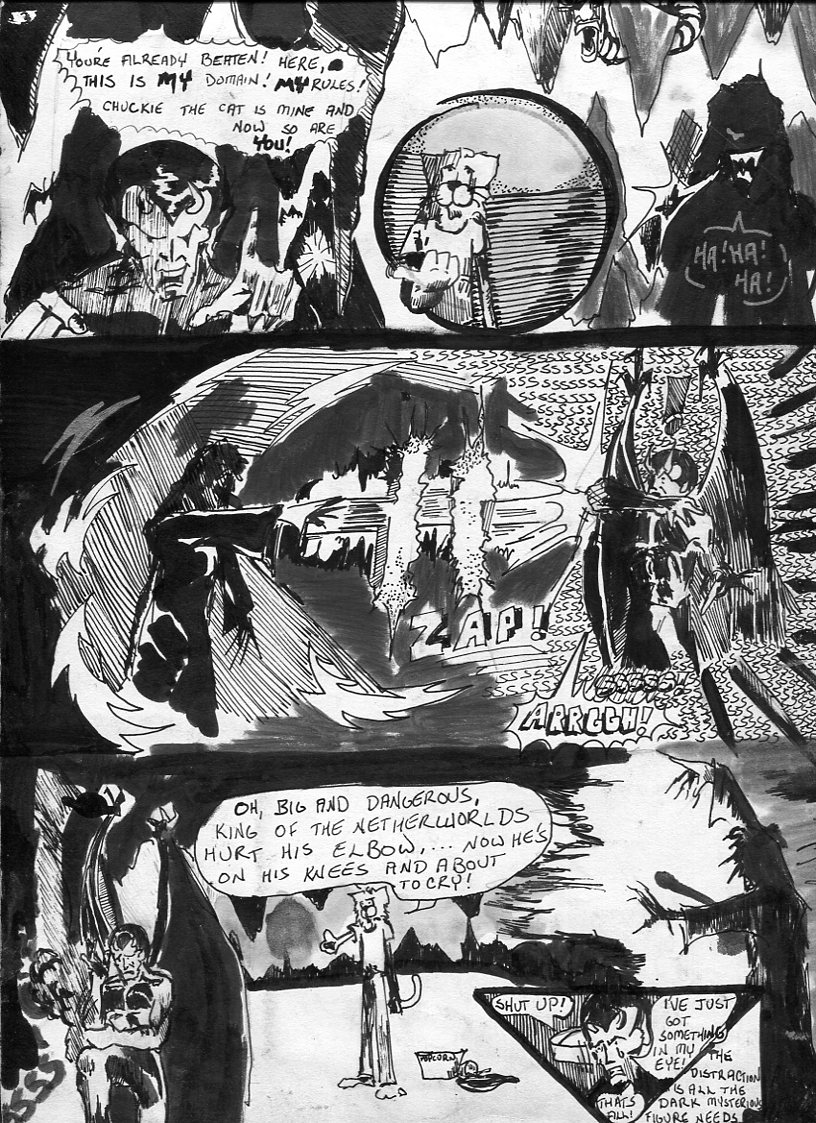 YOU'RE ALREADY BEATEN! HERE,
THIS IS MY DOMAIN! MY RULES!
CHUCKIE THE CAT IS MINE AND
NOW SO ARE
YOU!
HA! HA!
HA!
!
ZAP!
ARRGGH!
OH, BIG AND DANGEROUS,
KING OF THE NETHERWORLDS
HURT HIS ELBOW,... NOW HE'S
ON HIS KNEES AND ABOUT
TO CRY!
POPCORN
SHUT UP!
I'VE JUST
GOT
SOMETHING
IN MY
EYE!
THATS
ALL!
THE
DISTRACTION
IS ALL THE
DARK MYSTERIOUS
FIGURE NEEDS